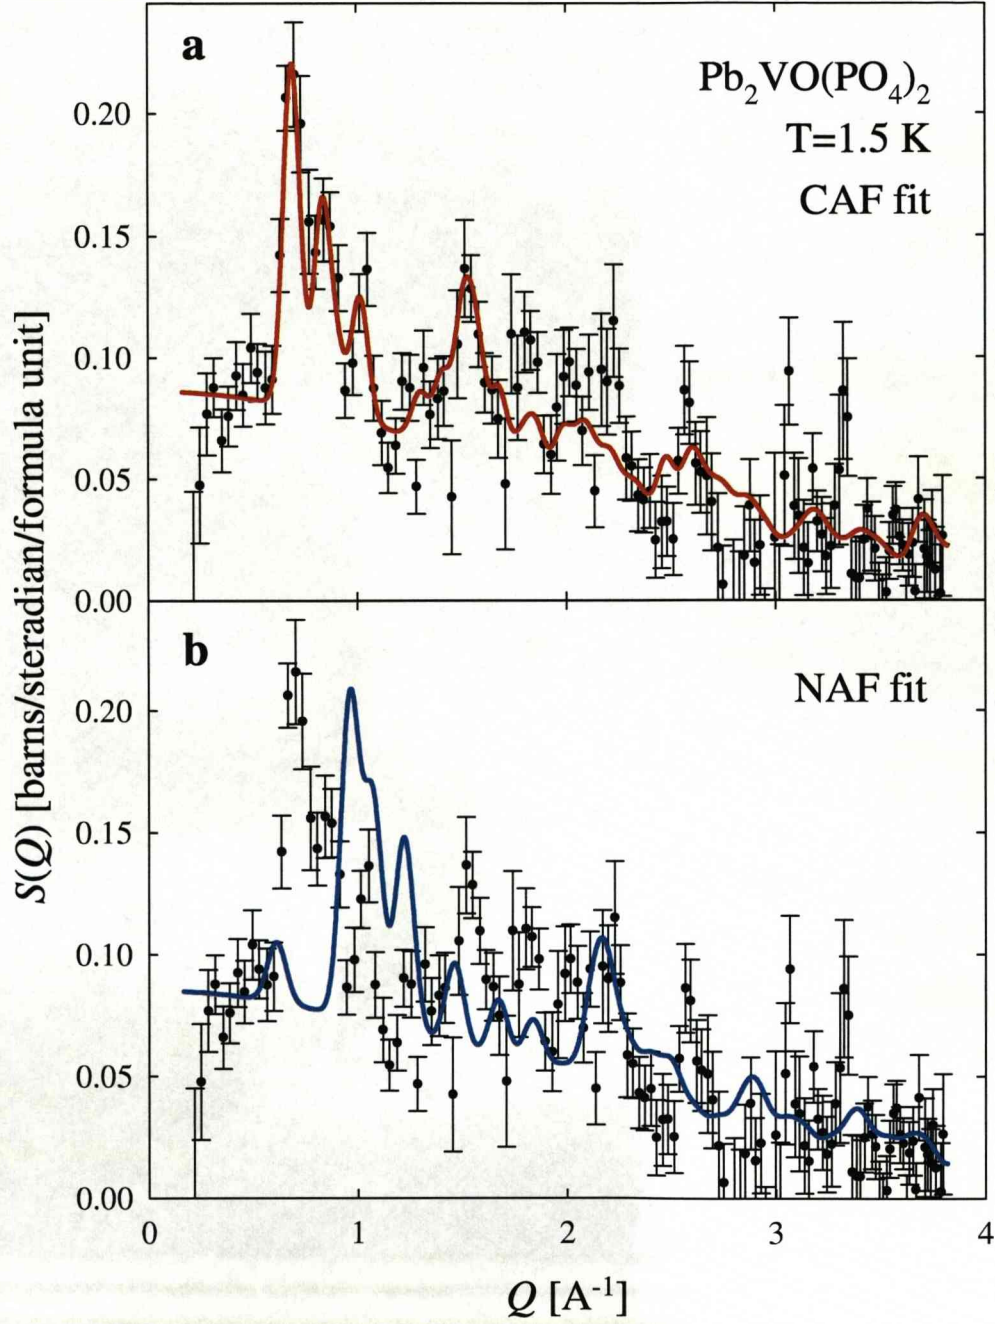 a
Pb2VO(PO4)2
T=1.5 K
CAF fit
0.20
0.15
0.10
0.05
0.00
b
NAF fit
0.20
0.15
0.10
0.05
0.00
0 1 2 3 4
S(Q) [barns/steradian/formula unit]
Q [A-1]